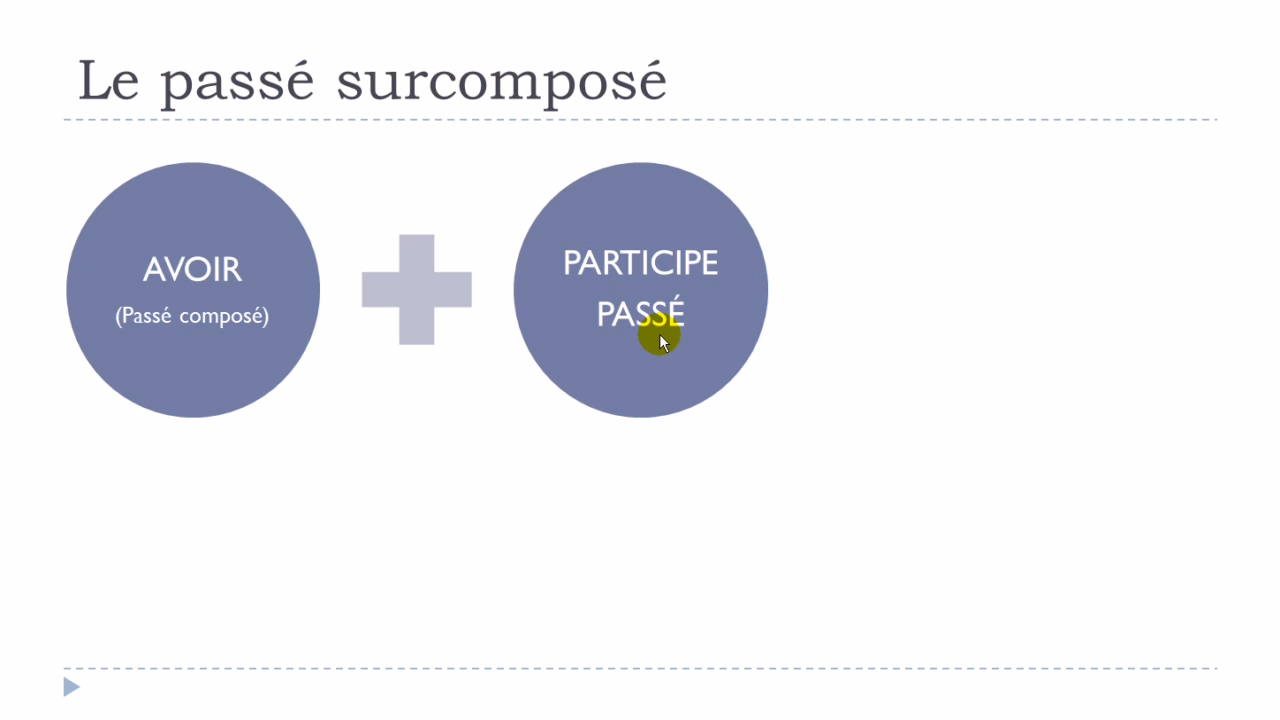 Le passé surcomposé
AVOIR
(Passé composé)
PARTICIPE
PASSÉ